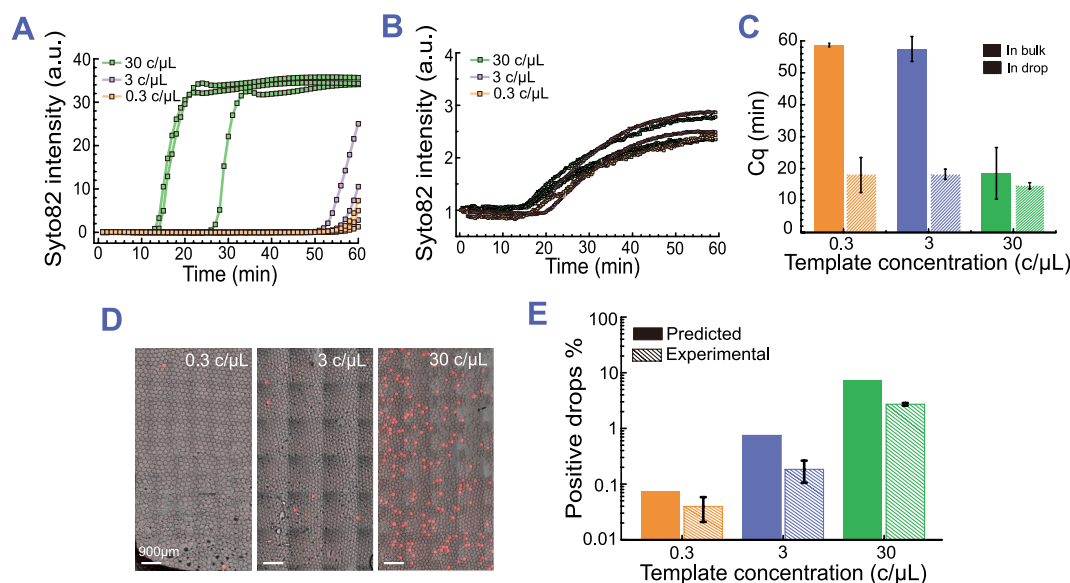 A
30 c/µL
3 c/µL
0.3 c/µL
Syto82 intensity (a.u.)
40
30
20
10
0
0 10 20 30 40 50 60
Time (min)
B
30 c/µL
3 c/µL
0.3 c/µL
Syto82 intensity (a.u.)
4
3
2
1
0 10 20 30 40 50 60
Time (min)
C
In bulk
In drop
Cq (min)
60
60
40
20
10
0
0.3 3 30
Template concentration (c/µL)
D
0.3 c/µL
3 c/µL
30 c/µL
900µm
E
Predicted
Experimental
Positive drops %
100
10
1
0.1
0.01
0.3 3 30
Template concentration (c/µL)